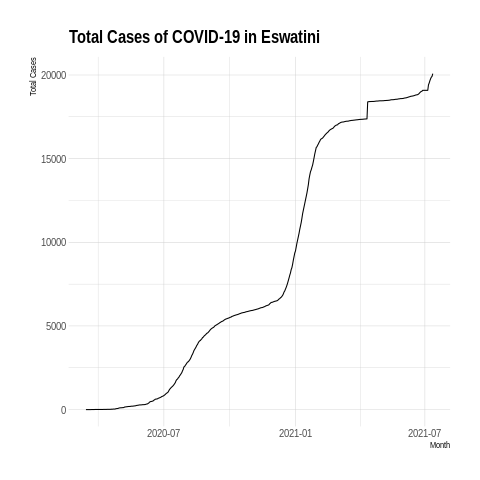 Total Cases of COVID-19 in Eswatini
Total Cases
20000
15000
10000
5000
0
2020-07
2021-01
2021-07
Month